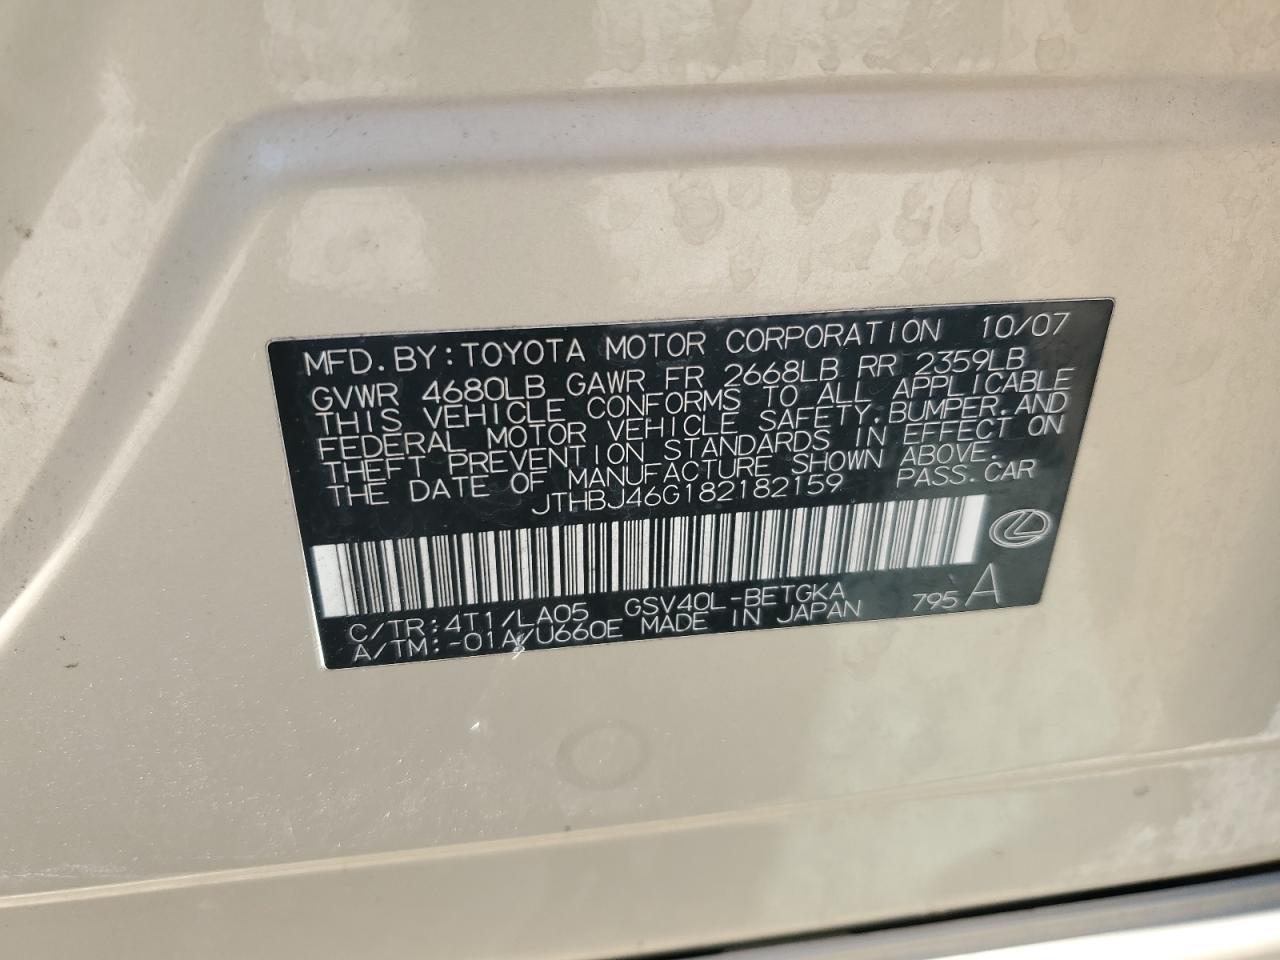 MFD. BY: TOYOTA MOTOR CORPORATION 10/07
GVWR 4680LB GAWR FR 2668LB RR 2359LB
THIS VEHICLE CONFORMS TO ALL APPLICABLE
FEDERAL MOTOR VEHICLE SAFETY, BUMPER, AND
THEFT PREVENTION STANDARDS IN EFFECT ON
THE DATE OF MANUFACTURE SHOWN ABOVE.
JTHBJ46G182182159 PASS. CAR
C/TR: 4T1/LA05 GSV40L-BETGKA 795 A
A/TM: -01A/U660E MADE IN JAPAN